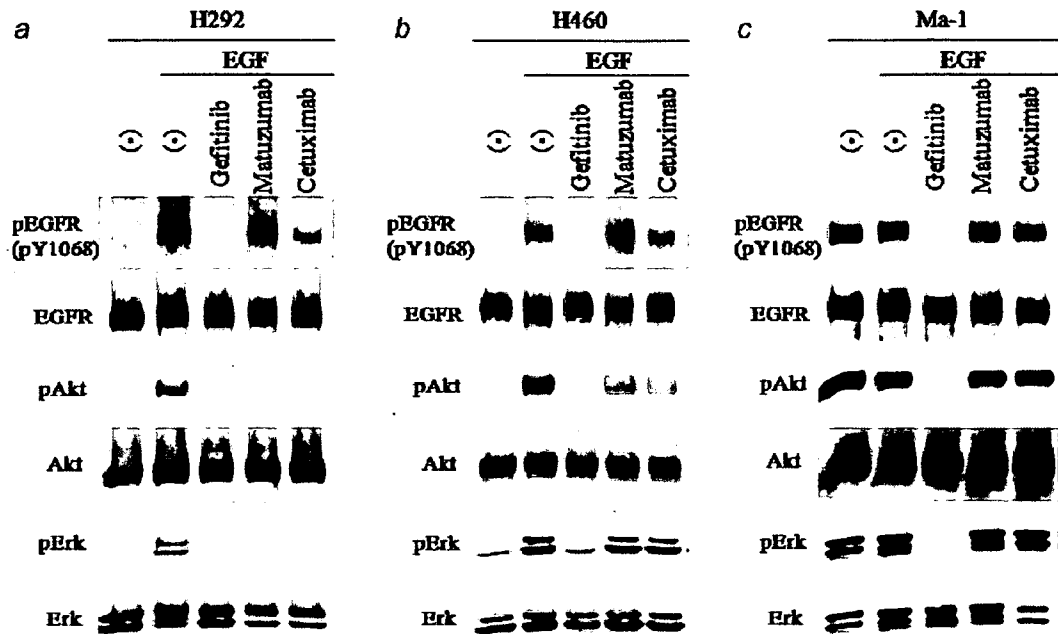 a
H292
EGF
(-)
(-)
Gefitinib
Matuzumab
Cetuximab
pEGFR
(pY1068)
EGFR
pAkt
Akt
pErk
Erk
b
H460
EGF
(-)
(-)
Gefitinib
Matuzumab
Cetuximab
pEGFR
(pY1068)
EGFR
pAkt
Akt
pErk
Erk
c
Ma-1
EGF
(-)
(-)
Gefitinib
Matuzumab
Cetuximab
pEGFR
(pY1068)
EGFR
pAkt
Akt
pErk
Erk